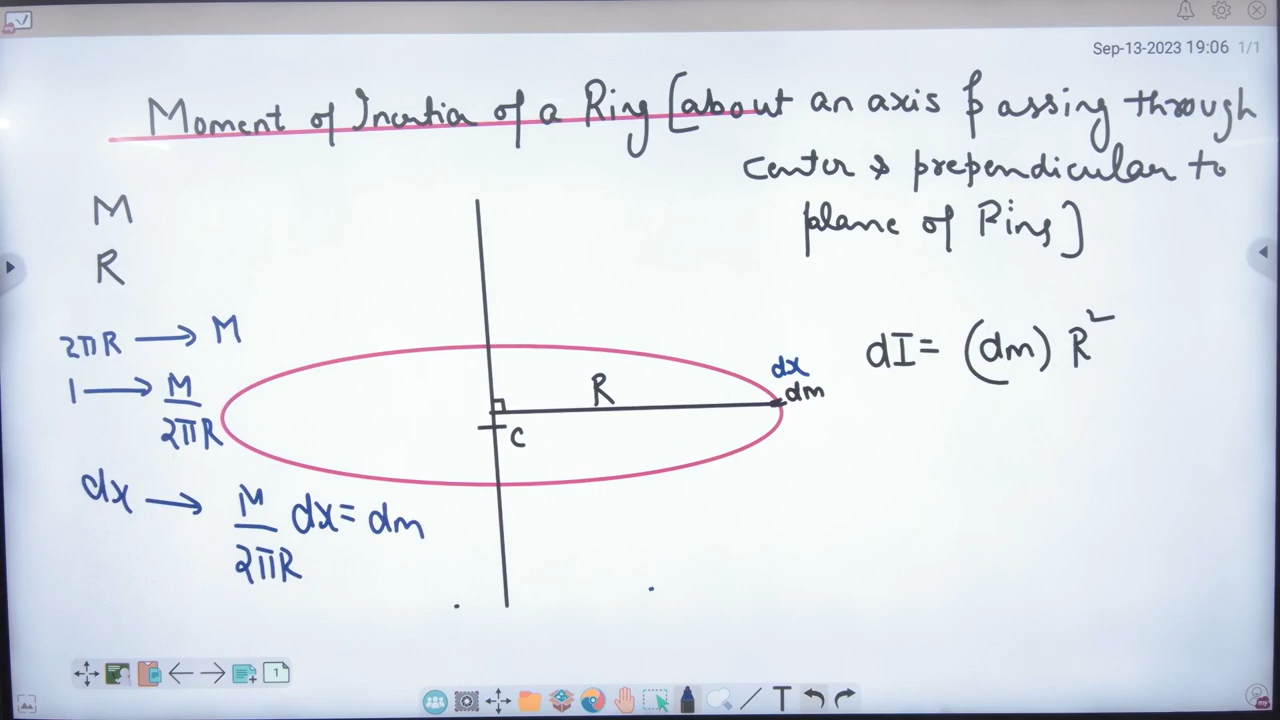 Sep-13-2023 19:06 1/1
Moment of Inertia of a Ring [about an axis passing through
center & prependicular to
plane of Ring]
M
R
2πR → M
1 → M/2πR
dx → M/2πR dx = dm
R
dx
dm
C
dI = (dm) R²
1
T